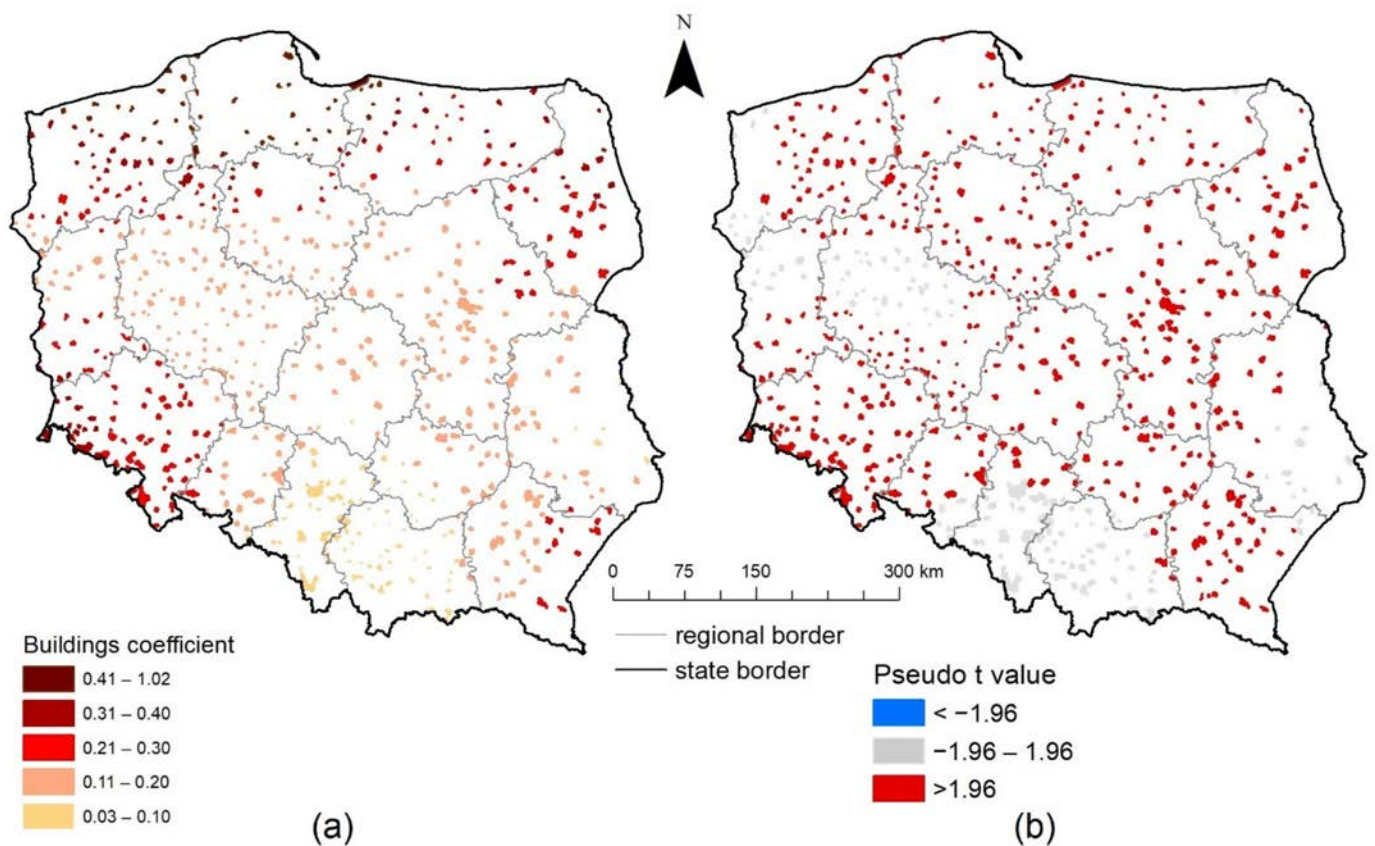 N
0 75 150 300 km
regional border
state border
Buildings coefficient
0.41 – 1.02
0.31 – 0.40
0.21 – 0.30
0.11 – 0.20
0.03 – 0.10
(a)
Pseudo t value
< −1.96
−1.96 – 1.96
>1.96
(b)